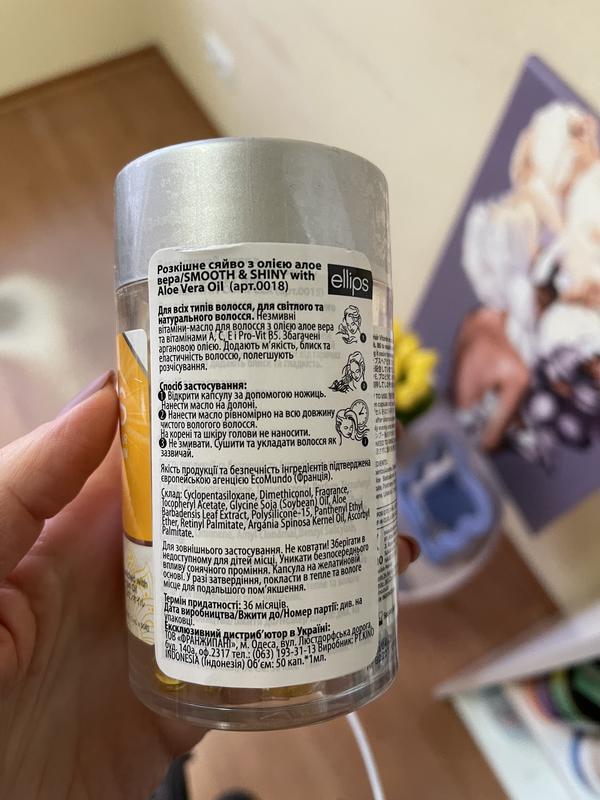 Розкішне сяйво з олією алое
вера/SMOOTH & SHINY with
Aloe Vera Oil (арт.0018)
ellips
Для всіх типів волосся, для світлого та
натурального волосся. Незмивні
вітаміни-масло для волосся з олією алое вера
та вітамінами А, С, Е і Pro-Vit B5. Збагачені
аргановою олією. Додають м'якість, блиск та
еластичність волоссю, полегшують
розчісування.
Спосіб застосування:
1 Відкрити капсулу за допомогою ножиць.
Нанести масло на долоні.
2 Нанести масло рівномірно на всю довжину
чистого вологого волосся.
На корені та шкіру голови не наносити.
3 Не змивати. Сушити та укладати волосся як
зазвичай.
Якість продукції та безпечність інгредієнтів підтверджена
європейською агенцією EcoMundo (Франція).
Склад: Cyclopentasiloxane, Dimethiconol, Fragrance,
Tocopheryl Acetate, Glycine Soja (Soybean) Oil, Aloe
Barbadensis Leaf Extract, Polysilicone-15, Panthenyl Ethyl
Ether, Retinyl Palmitate, Argania Spinosa Kernel Oil, Ascorbyl
Palmitate.
Для зовнішнього застосування. Не ковтати! Зберігати в
недоступному для дітей місці. Уникати безпосереднього
впливу сонячного проміння. Капсула на желатиновій
основі. У разі затвердіння, покласти в тепле та вологе
місце для подальшого пом'якшення.
Термін придатності: 36 місяців.
Дата виробництва/Вжити до/Номер партії: див. на
упаковці.
Ексклюзивний дистриб'ютор в Україні:
ТОВ «ФРАНЖИПАНІ», м. Одеса, вул. Люстдорфська дорога,
буд. 140а, оф.2317 тел.: (063) 193-31-13 Виробник: PT.KINO
INDONESIA (Індонезія) Об'єм: 50 кап.*1мл.